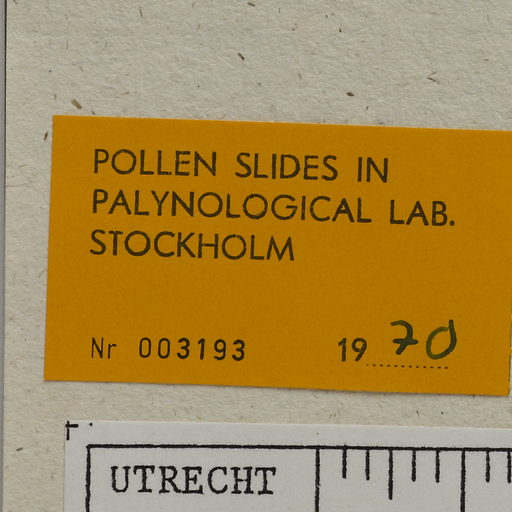 POLLEN SLIDES IN
PALYNOLOGICAL LAB.
STOCKHOLM
Nr 003193 1970
UTRECHT